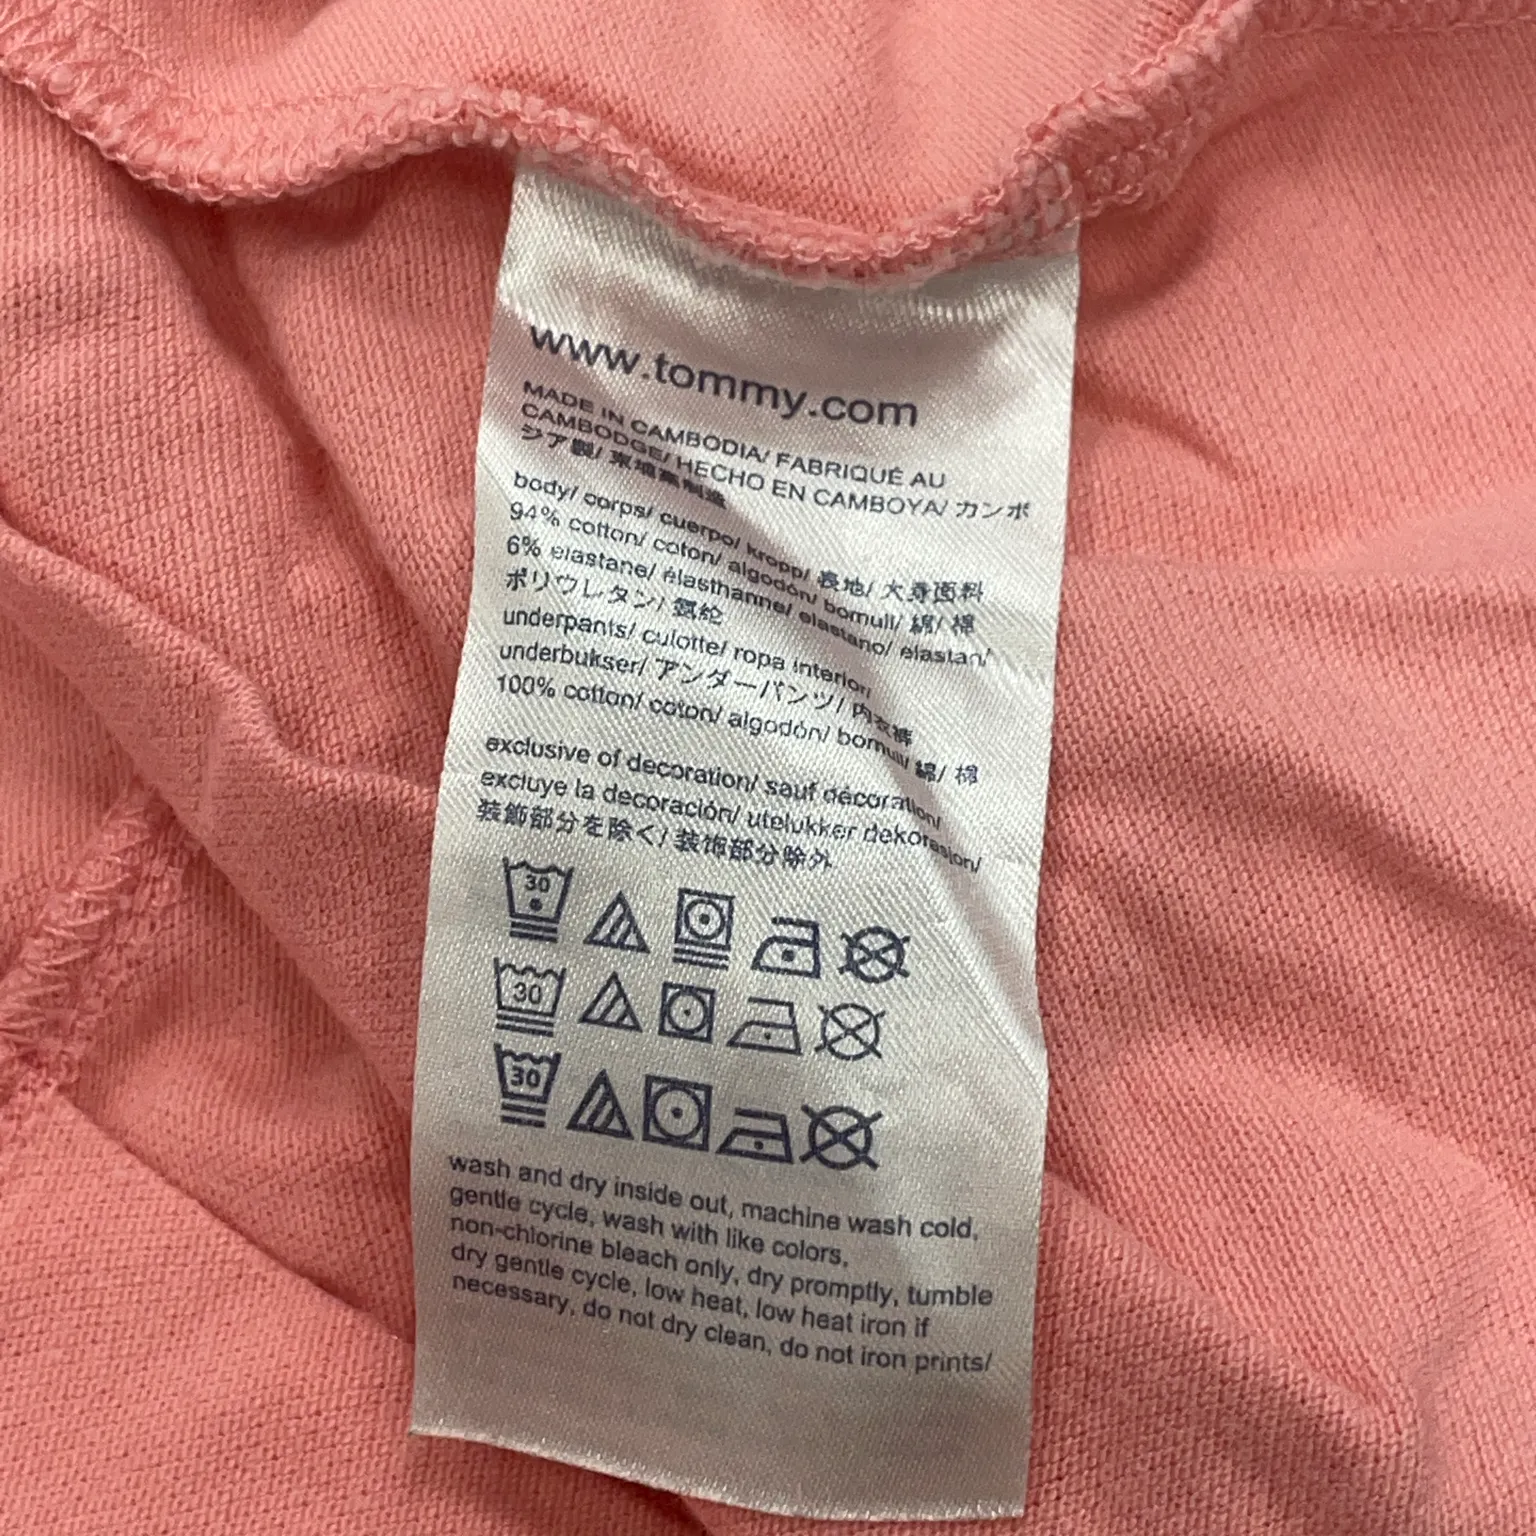 www.tommy.com
MADE IN CAMBODIA/ FABRIQUÉ AU
CAMBODGE/ HECHO EN CAMBOYA/ カンボ
ジア製/ 柬埔寨制造
body/ corps/ cuerpo/ kropp/ 表地/ 大身面料
94% cotton/ coton/ algodón/ bomull/ 綿/ 棉
6% elastane/ élasthanne/ elastano/ elastan/
ポリウレタン/ 氨纶
underpants/ culotte/ ropa interior/
underbukser/ アンダーパンツ/ 内衣裤
100% cotton/ coton/ algodón/ bomull/ 綿/ 棉
exclusive of decoration/ sauf décoration/
excluye la decoración/ utelukker dekorasjon/
装飾部分を除く/ 装饰部分除外
30
30
30
wash and dry inside out, machine wash cold,
gentle cycle, wash with like colors,
non-chlorine bleach only, dry promptly, tumble
dry gentle cycle, low heat, low heat iron if
necessary, do not dry clean, do not iron prints/